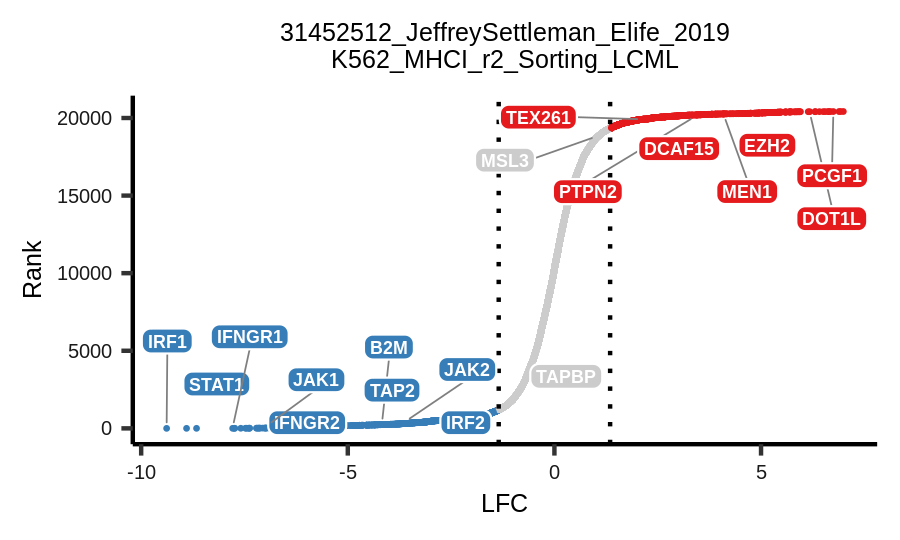 31452512_JeffreySettleman_Elife_2019
K562_MHCI_r2_Sorting_LCML
Rank
20000
15000
10000
5000
0
TEX261
MSL3
DCAF15
EZH2
PTPN2
MEN1
PCGF1
DOT1L
IRF1
IFNGR1
B2M
STAT1
JAK1
TAP2
JAK2
TAPBP
IFNGR2
IRF2
-10
-5
0
5
LFC